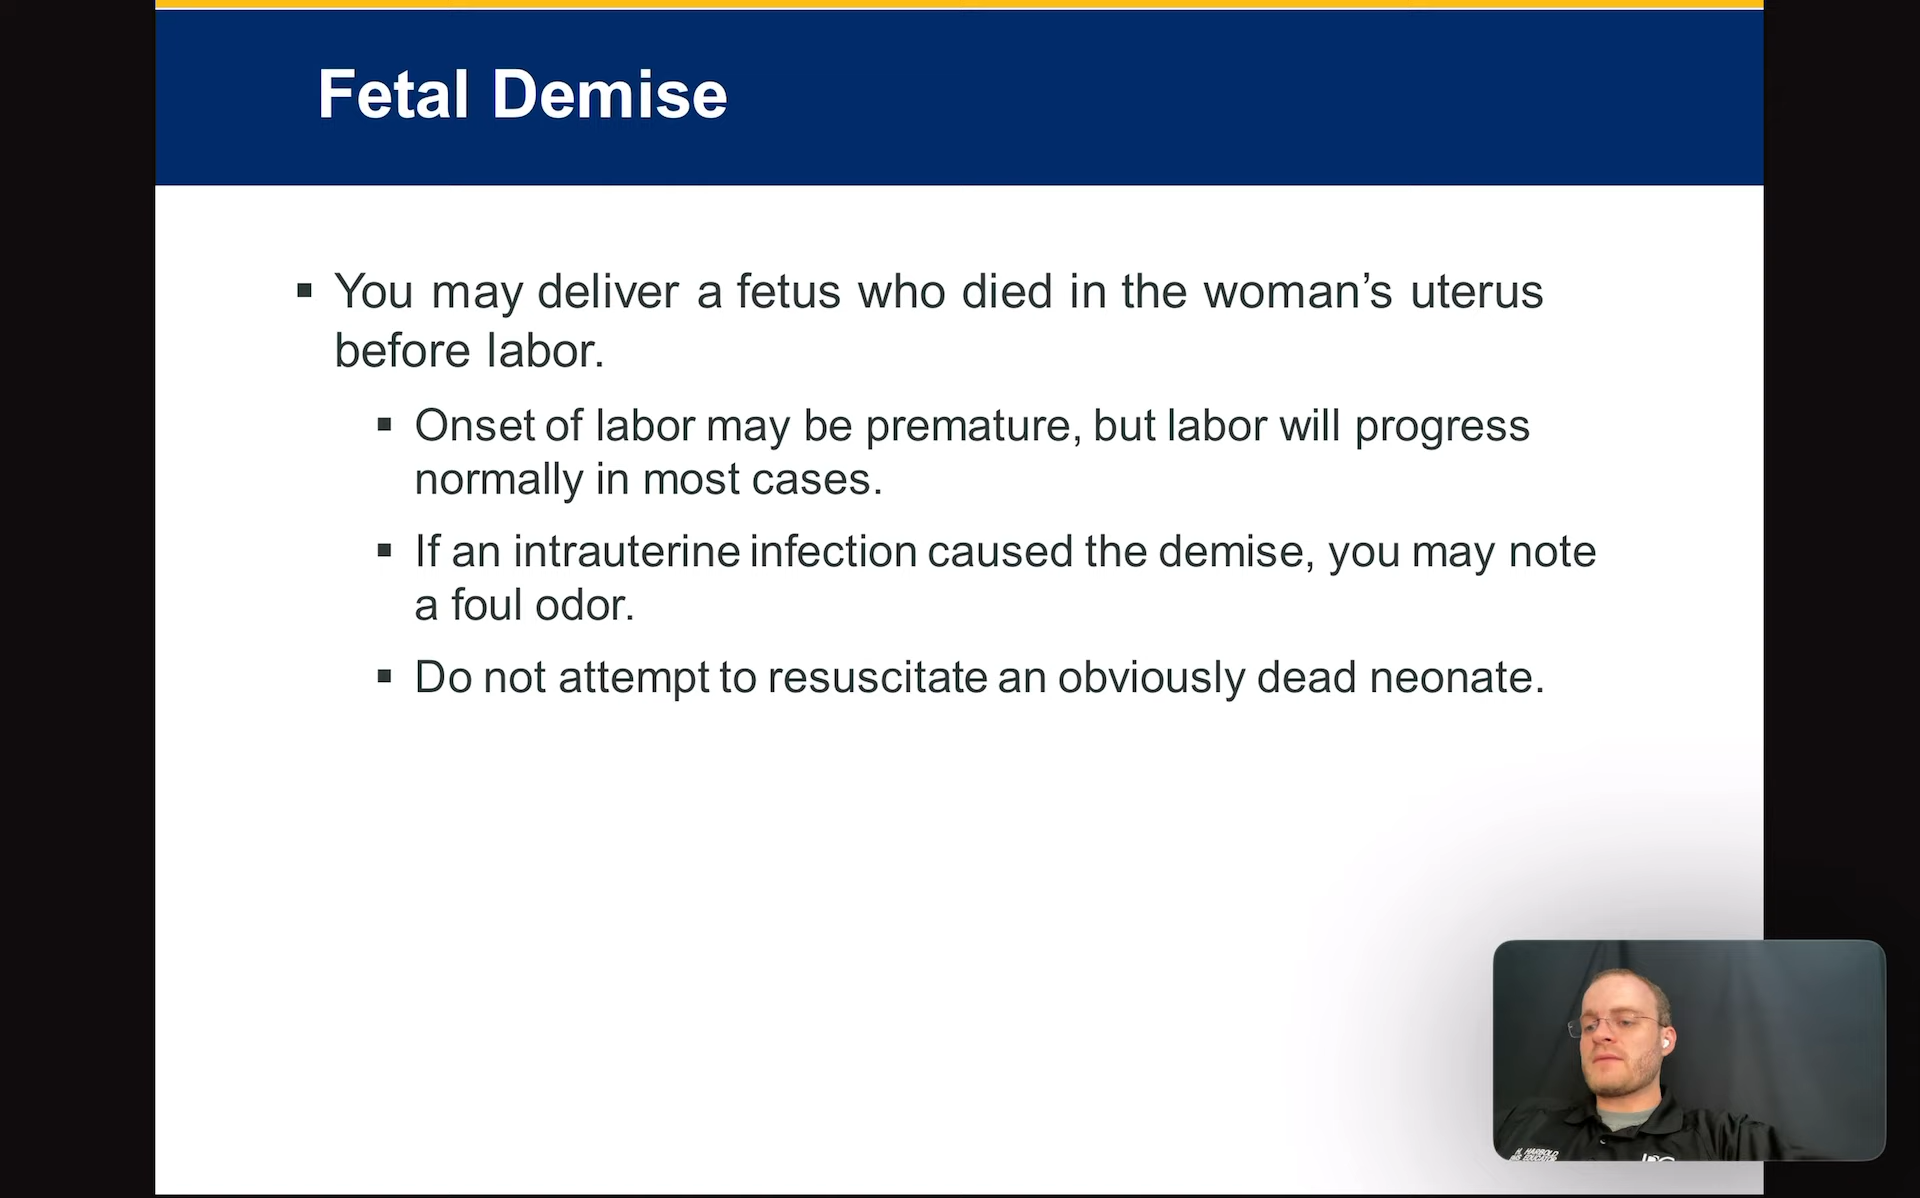 Fetal Demise
▪ You may deliver a fetus who died in the woman’s uterus
before labor.
▪ Onset of labor may be premature, but labor will progress
normally in most cases.
▪ If an intrauterine infection caused the demise, you may note
a foul odor.
▪ Do not attempt to resuscitate an obviously dead neonate.
H. HARBOLD
EDUCATOR